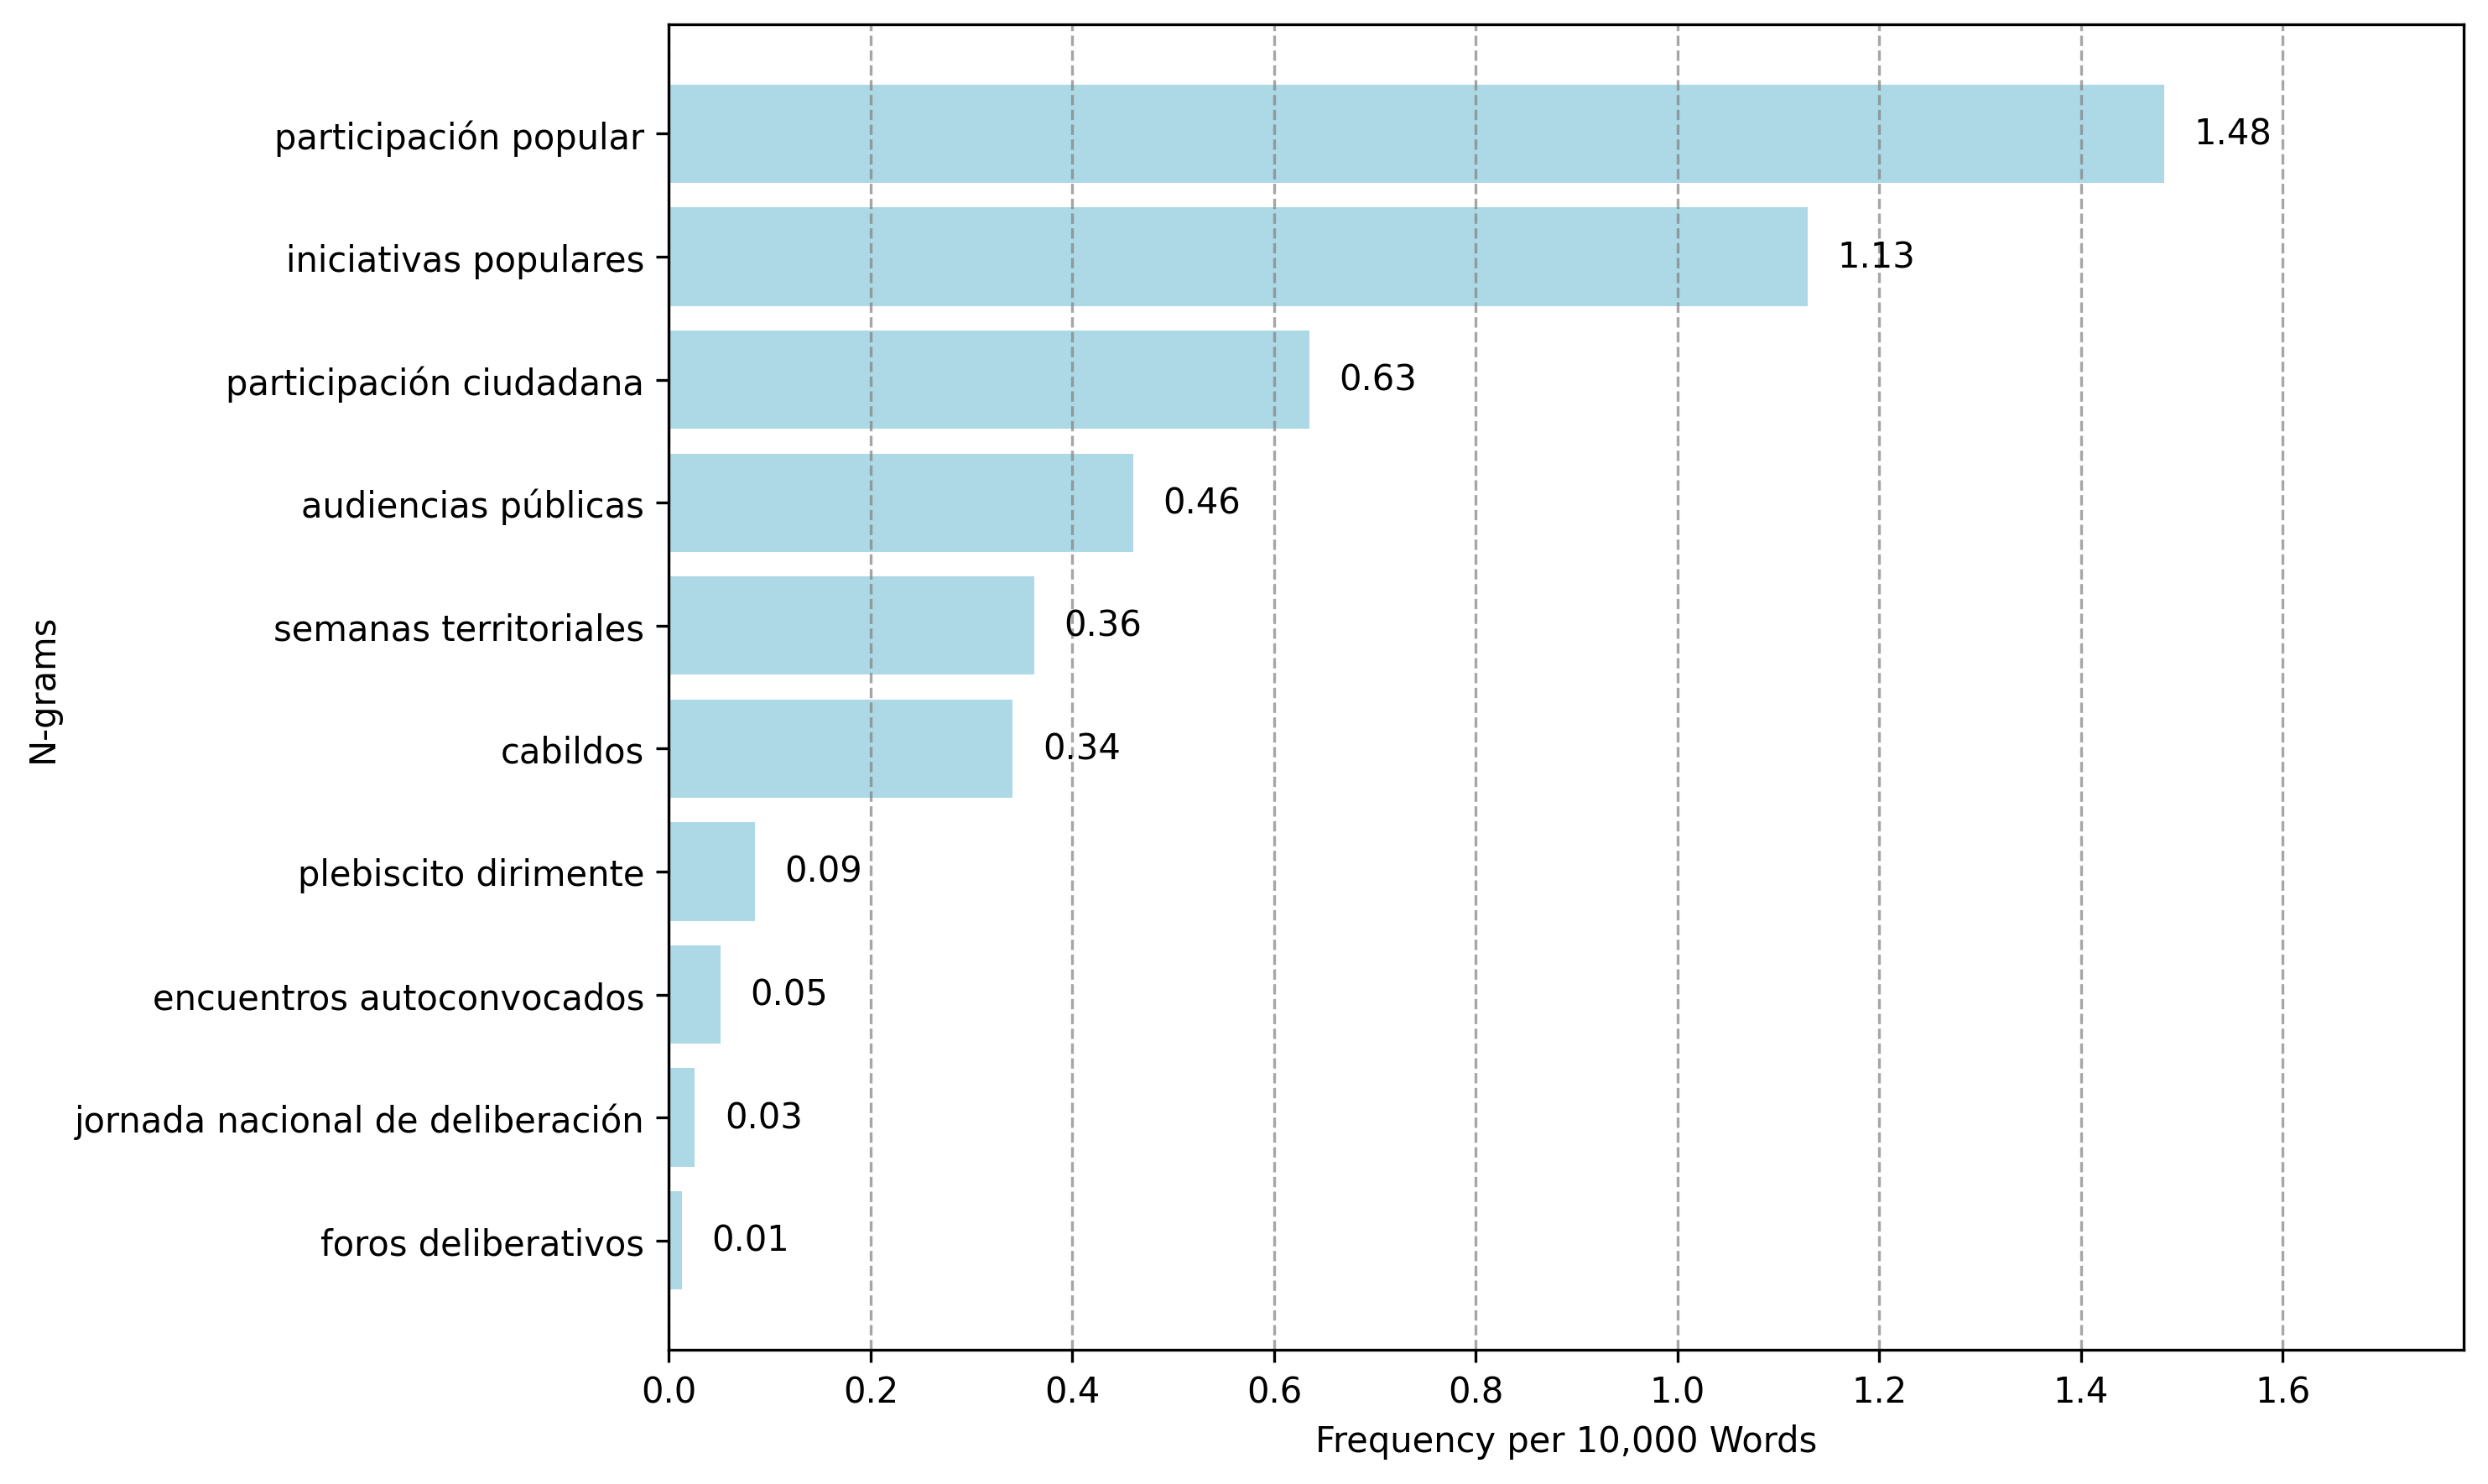 participación popular 1.48
iniciativas populares 1.13
participación ciudadana 0.63
audiencias públicas 0.46
semanas territoriales 0.36
cabildos 0.34
plebiscito dirimente 0.09
encuentros autoconvocados 0.05
jornada nacional de deliberación 0.03
foros deliberativos 0.01
N-grams
0.0 0.2 0.4 0.6 0.8 1.0 1.2 1.4 1.6
Frequency per 10,000 Words